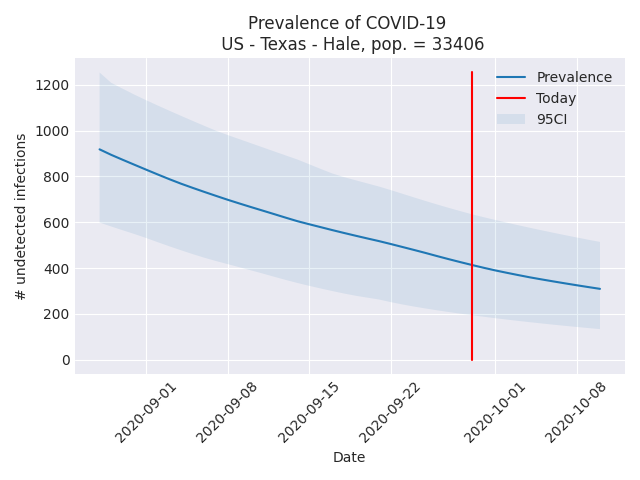 Prevalence of COVID-19
US - Texas - Hale, pop. = 33406
Prevalence
Today
95CI
1200
1000
800
600
400
200
0
# undetected infections
2020-09-01
2020-09-08
2020-09-15
2020-09-22
2020-10-01
2020-10-08
Date